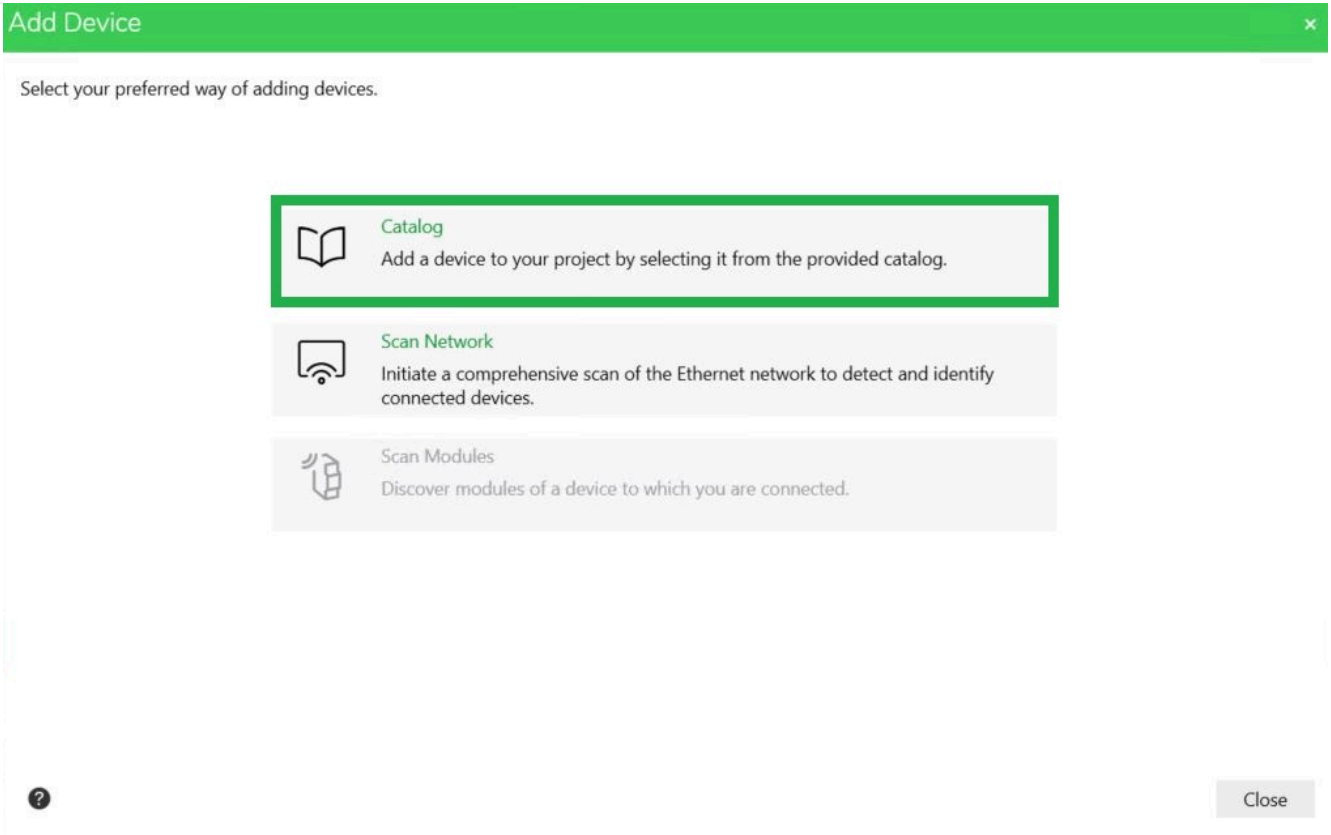 Add Device
Select your preferred way of adding devices.
Catalog
Add a device to your project by selecting it from the provided catalog.
Scan Network
Initiate a comprehensive scan of the Ethernet network to detect and identify
connected devices.
Scan Modules
Discover modules of a device to which you are connected.
?
Close